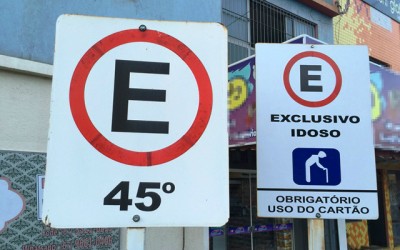 E
45º
E
EXCLUSIVO
IDOSO
OBRIGATÓRIO
USO DO CARTÃO